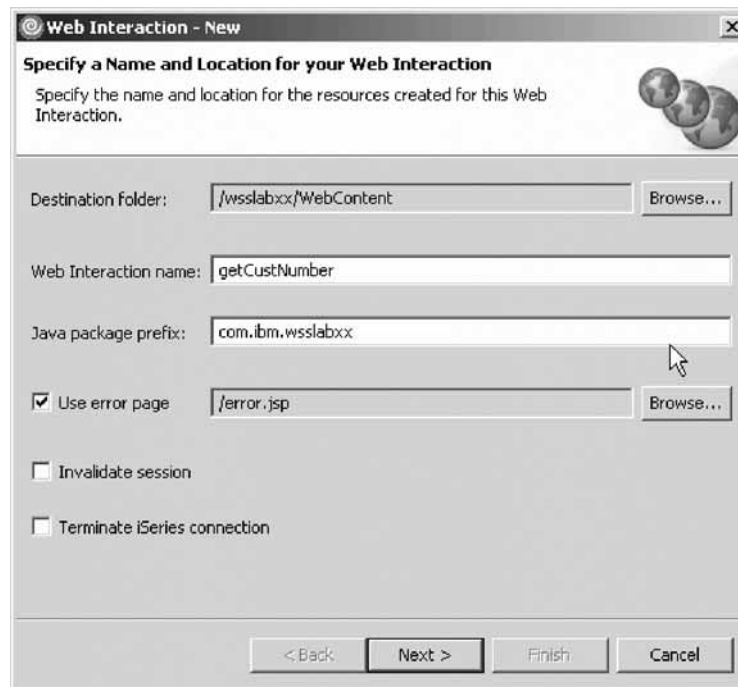 Web Interaction - New
Specify a Name and Location for your Web Interaction
Specify the name and location for the resources created for this Web
Interaction.
Destination folder: /wsslabxx/WebContent Browse...
Web Interaction name: getCustNumber
Java package prefix: com.ibm.wsslabxx
Use error page /error.jsp Browse...
Invalidate session
Terminate iSeries connection
< Back Next > Finish Cancel